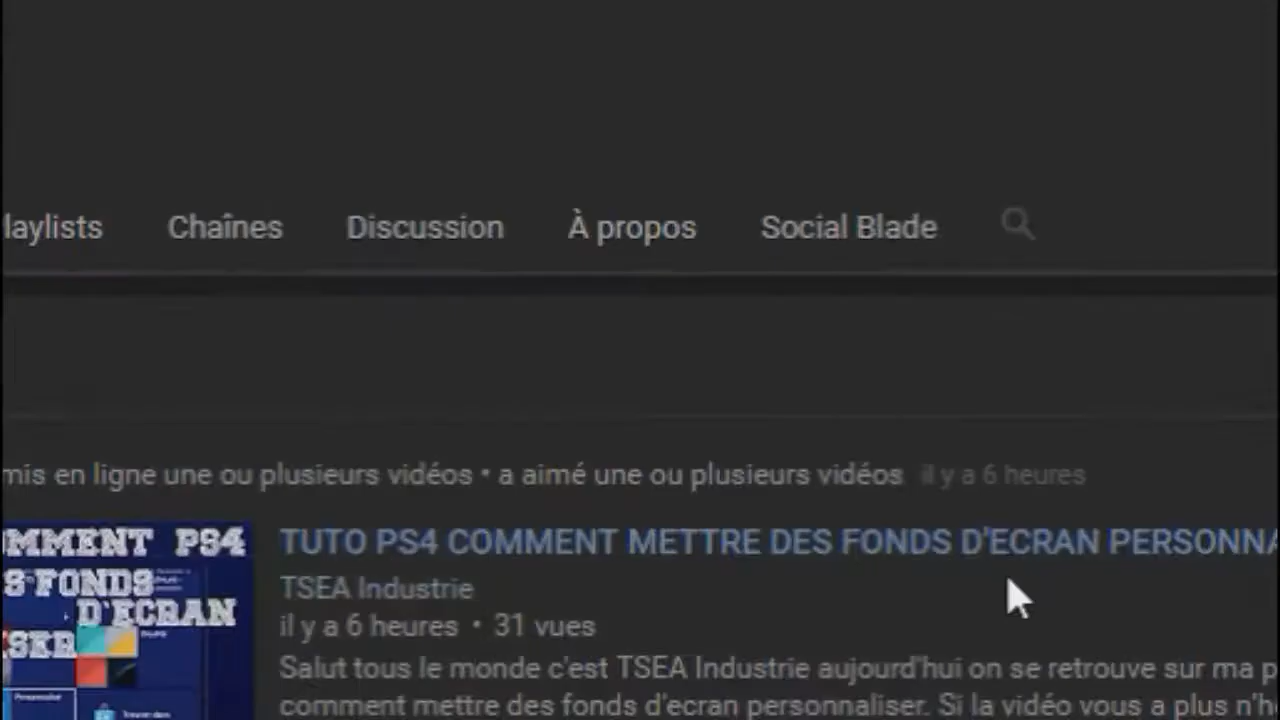 laylists Chaînes Discussion À propos Social Blade
mis en ligne une ou plusieurs vidéos • a aimé une ou plusieurs vidéos il y a 6 heures
OMMENT PS4
S FONDS
D'ECRAN
ISER
TUTO PS4 COMMENT METTRE DES FONDS D'ECRAN PERSONNA
TSEA Industrie
il y a 6 heures • 31 vues
Salut tous le monde c'est TSEA Industrie aujourd'hui on se retrouve sur ma p
comment mettre des fonds d'ecran personnaliser. Si la vidéo vous a plus n'h